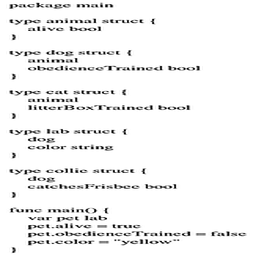 package main
type animal struct {
alive bool
}
type dog struct {
animal
obedienceTrained bool
}
type cat struct {
animal
litterBoxTrained bool
}
type lab struct {
dog
color string
}
type collie struct {
dog
catchesFrisbee bool
}
func main() {
var pet lab
pet.alive = true
pet.obedienceTrained = false
pet.color = "yellow"
}